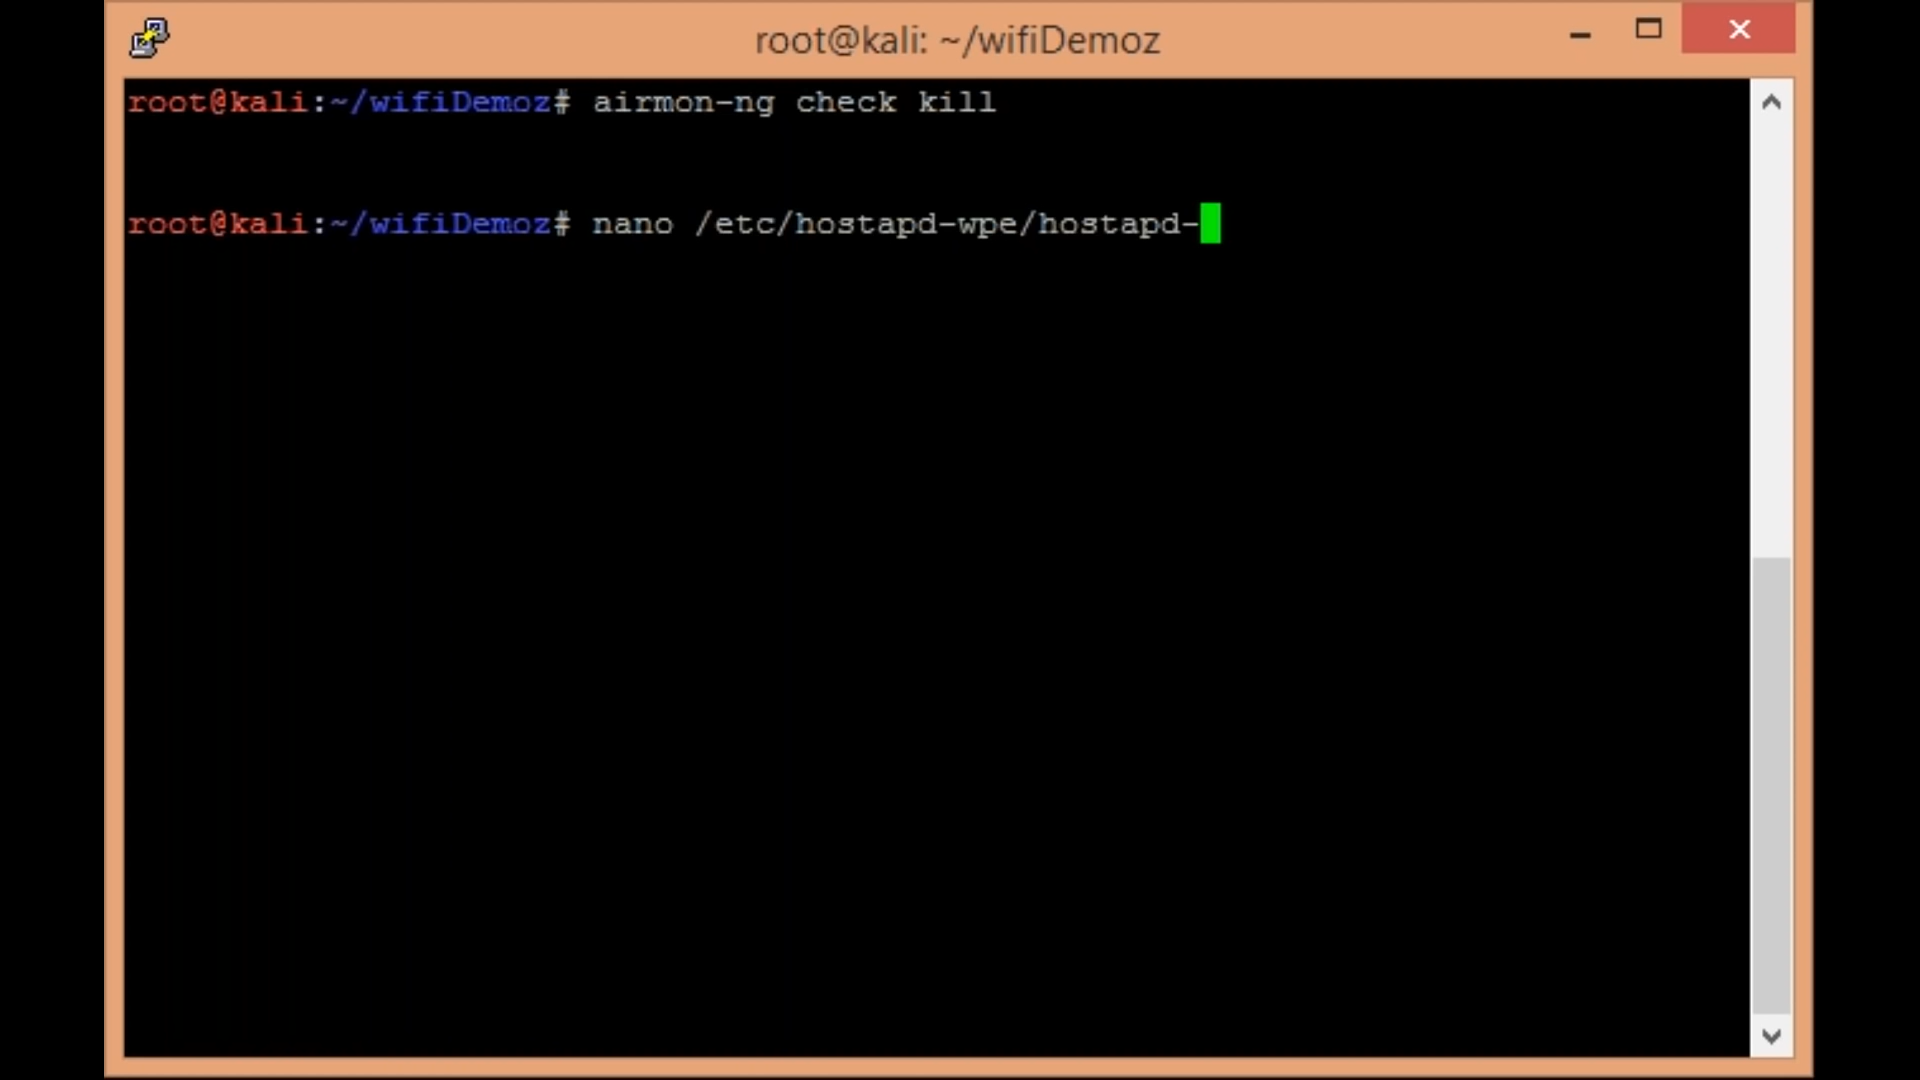 root@kali: ~/wifiDemoz
root@kali:~/wifiDemoz# airmon-ng check kill
root@kali:~/wifiDemoz# nano /etc/hostapd-wpe/hostapd-